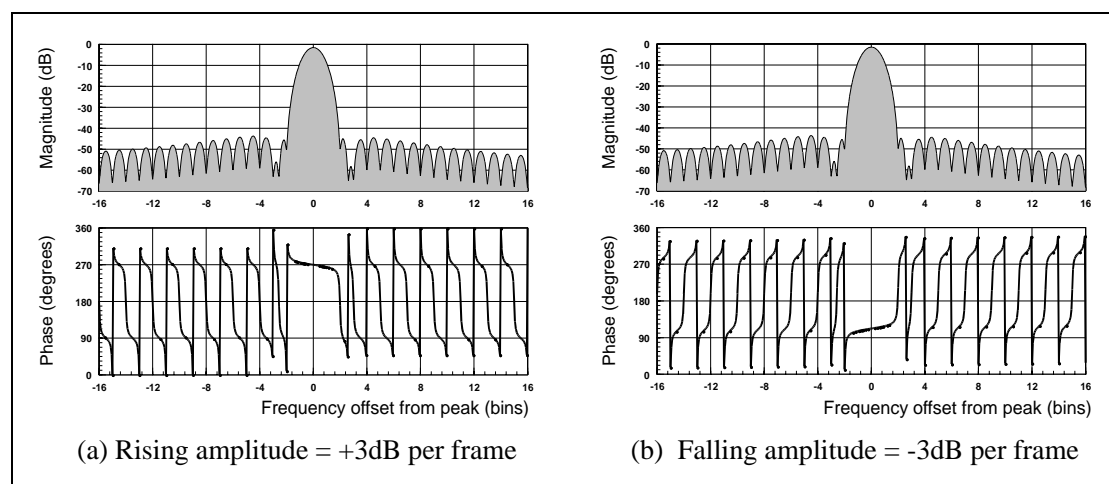 Magnitude (dB)
0
-10
-20
-30
-40
-50
-60
-70
-16 -12 -8 -4 0 4 8 12 16
Phase (degrees)
360
270
180
90
0
-16 -12 -8 -4 0 4 8 12 16
Frequency offset from peak (bins)
(a) Rising amplitude = +3dB per frame
Magnitude (dB)
0
-10
-20
-30
-40
-50
-60
-70
-16 -12 -8 -4 0 4 8 12 16
Phase (degrees)
360
270
180
90
0
-16 -12 -8 -4 0 4 8 12 16
Frequency offset from peak (bins)
(b) Falling amplitude = -3dB per frame